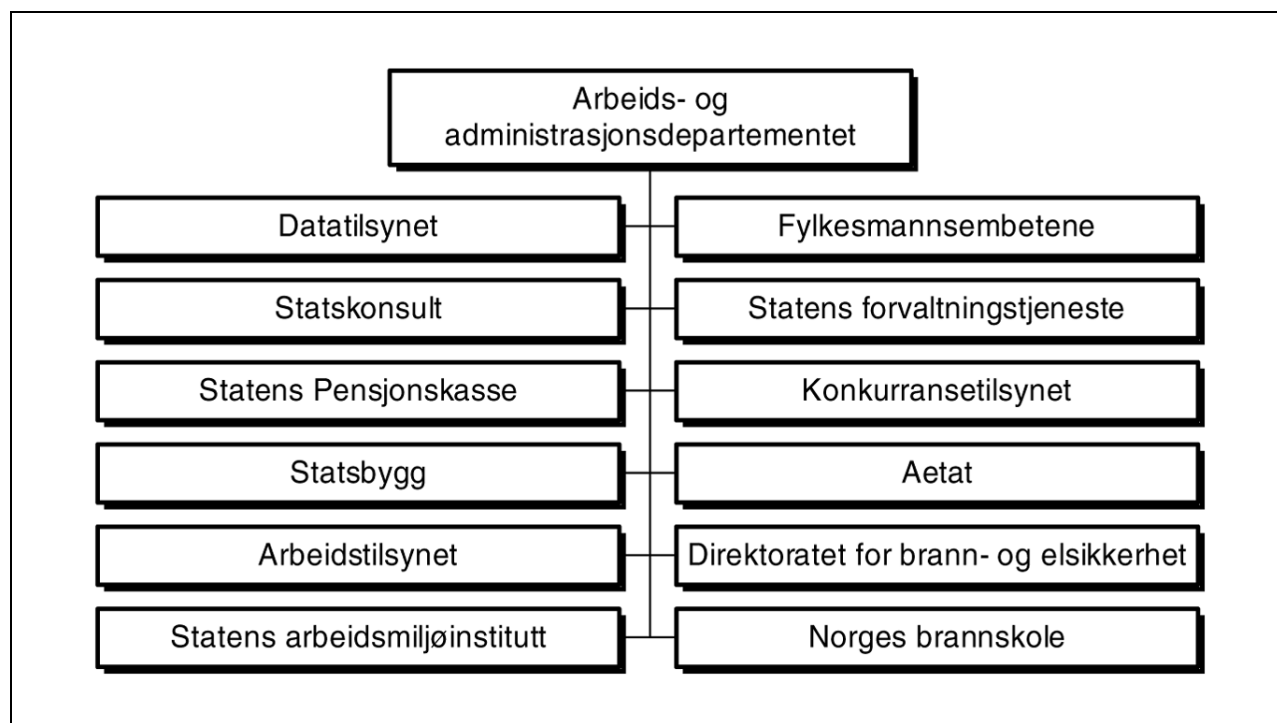 Arbeids- og
administrasjonsdepartementet
Datatilsynet
Fylkesmannsembetene
Statskonsult
Statens forvaltningstjeneste
Statens Pensjonskasse
Konkurransetilsynet
Statsbygg
Aetat
Arbeidstilsynet
Direktoratet for brann- og elsikkerhet
Statens arbeidsmiljøinstitutt
Norges brannskole